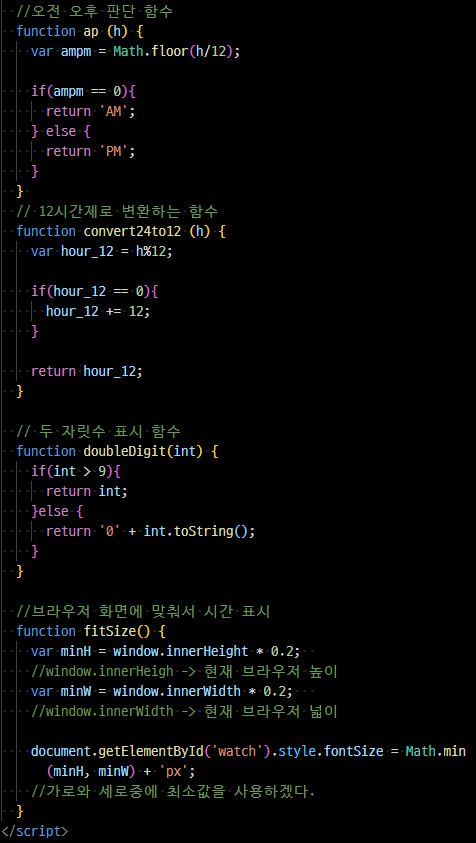 //오전 오후 판단 함수
function ap (h) {
var ampm = Math.floor(h/12);
if(ampm == 0){
return 'AM';
} else {
return 'PM';
}
}
// 12시간제로 변환하는 함수
function convert24to12 (h) {
var hour_12 = h%12;
if(hour_12 == 0){
hour_12 += 12;
}
return hour_12;
}
// 두 자릿수 표시 함수
function doubleDigit(int) {
if(int > 9){
return int;
}else {
return '0' + int.toString();
}
}
//브라우저 화면에 맞춰서 시간 표시
function fitSize() {
var minH = window.innerHeight * 0.2;
//window.innerHeigh -> 현재 브라우저 높이
var minW = window.innerWidth * 0.2;
//window.innerWidth -> 현재 브라우저 넓이
document.getElementById('watch').style.fontSize = Math.min
(minH, minW) + 'px';
//가로와 세로중에 최소값을 사용하겠다.
}
</script>